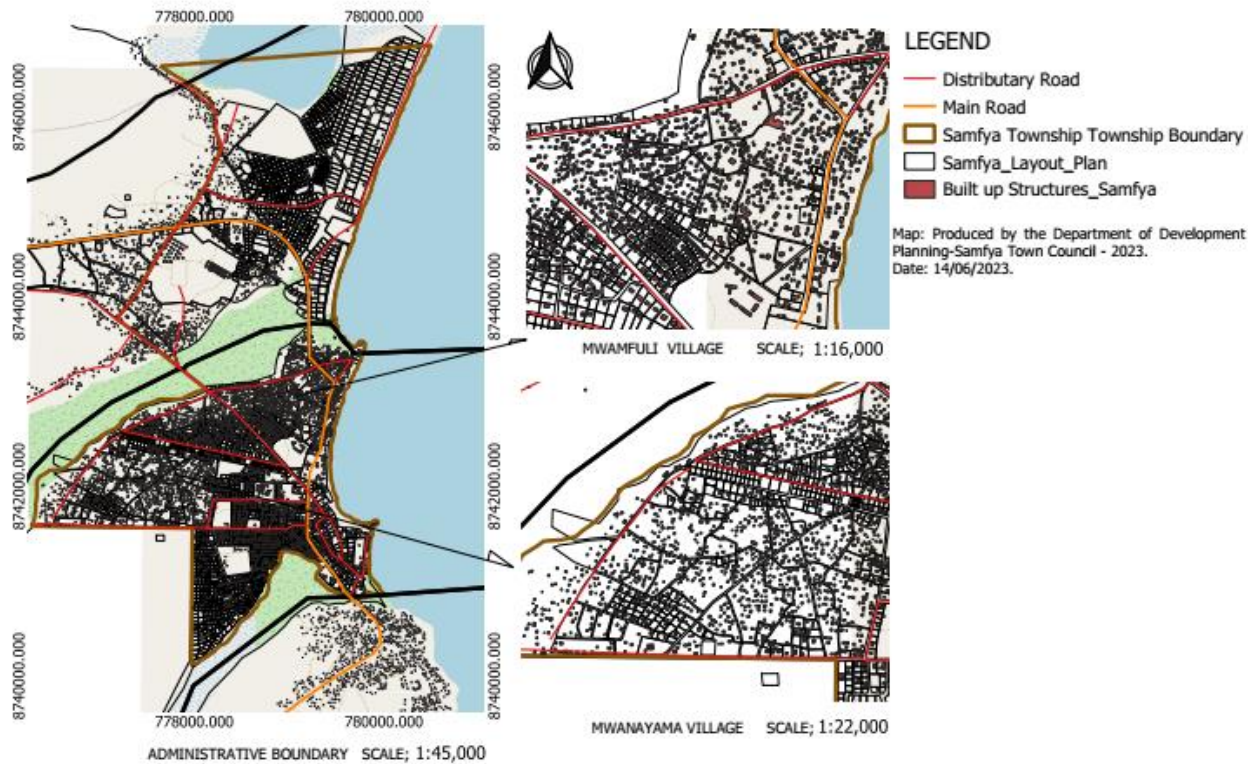 778000.000 780000.000
8746000.000 8746000.000
8744000.000 8744000.000
8742000.000 8742000.000
8740000.000 8740000.000
778000.000 780000.000
ADMINISTRATIVE BOUNDARY SCALE; 1:45,000
MWAMFULI VILLAGE SCALE; 1:16,000
MWANAYAMA VILLAGE SCALE; 1:22,000
LEGEND
Distributary Road
Main Road
Samfya Township Township Boundary
Samfya_Layout_Plan
Built up Structures_Samfya
Map: Produced by the Department of Development
Planning-Samfya Town Council - 2023.
Date: 14/06/2023.